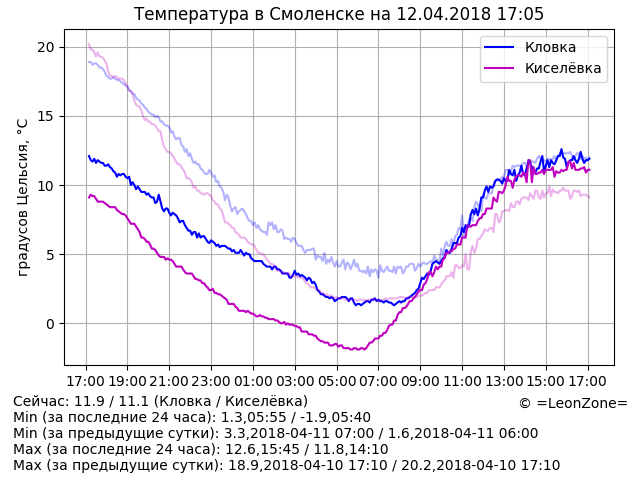 Температура в Смоленске на 12.04.2018 17:05
Кловка
Киселёвка
градусов Цельсия, °C
20
15
10
5
0
17:00 19:00 21:00 23:00 01:00 03:00 05:00 07:00 09:00 11:00 13:00 15:00 17:00
Сейчас: 11.9 / 11.1 (Кловка / Киселёвка)
© =LeonZone=
Min (за последние 24 часа): 1.3,05:55 / -1.9,05:40
Min (за предыдущие сутки): 3.3,2018-04-11 07:00 / 1.6,2018-04-11 06:00
Max (за последние 24 часа): 12.6,15:45 / 11.8,14:10
Max (за предыдущие сутки): 18.9,2018-04-10 17:10 / 20.2,2018-04-10 17:10